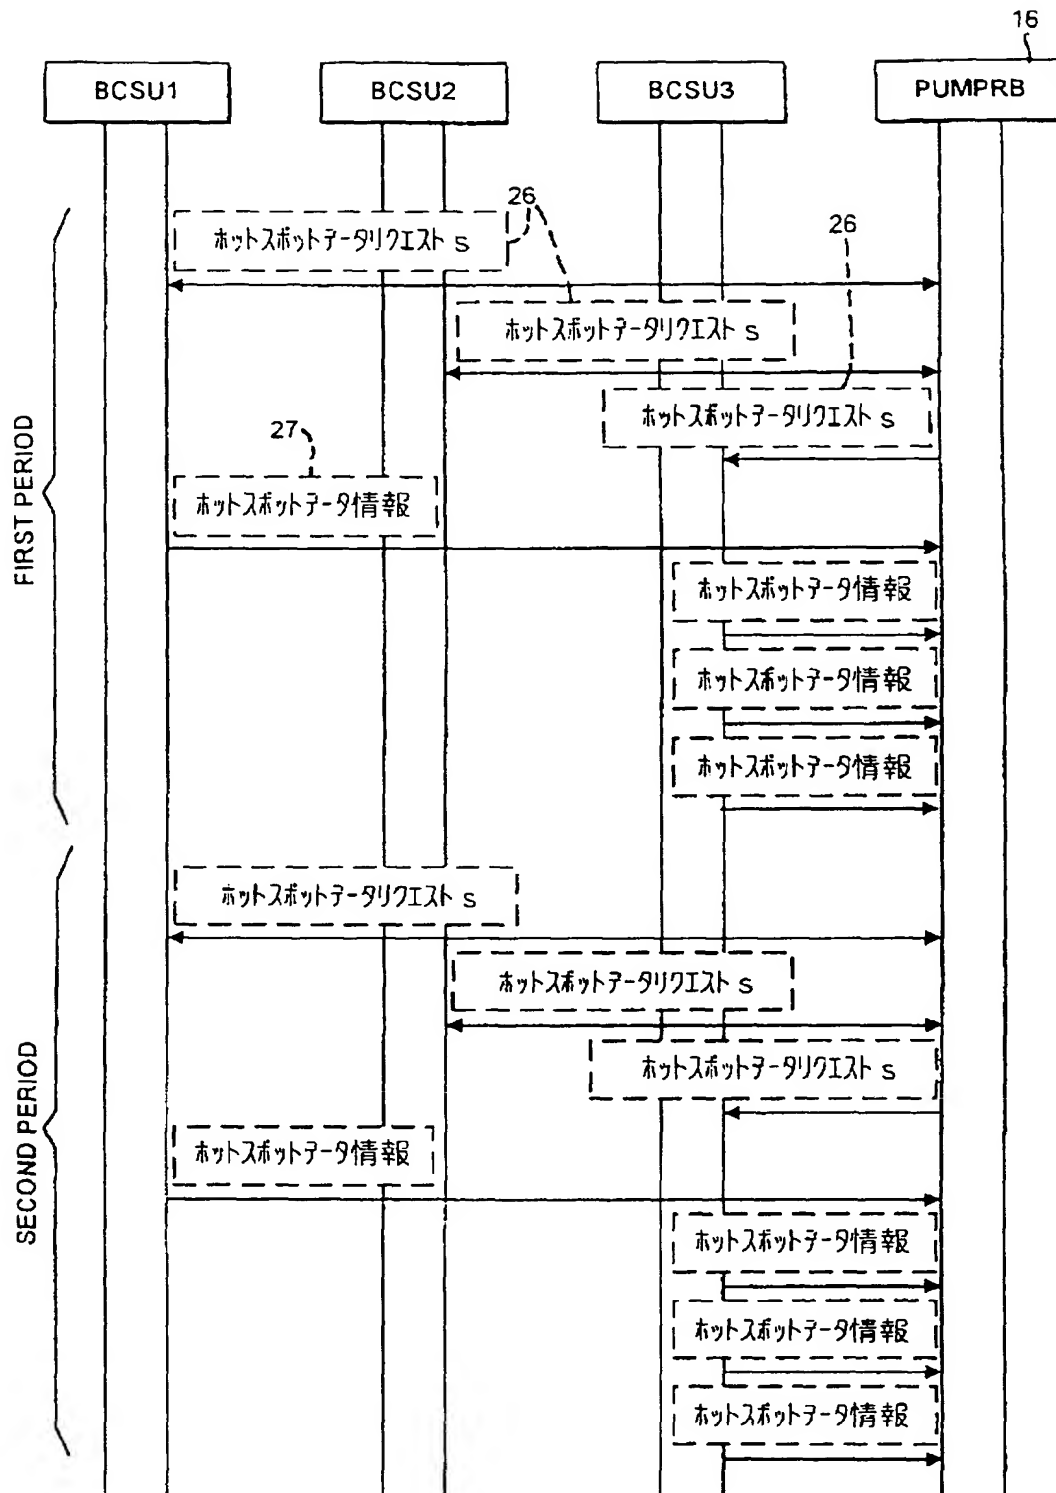 16
BCSU1
BCSU2
BCSU3
PUMPRB
26
26
ホットスポットデータリクエスト s
ホットスポットデータリクエスト s
ホットスポットデータリクエスト s
27
ホットスポットデータ情報
FIRST PERIOD
ホットスポットデータ情報
ホットスポットデータ情報
ホットスポットデータ情報
ホットスポットデータリクエスト s
ホットスポットデータリクエスト s
ホットスポットデータリクエスト s
SECOND PERIOD
ホットスポットデータ情報
ホットスポットデータ情報
ホットスポットデータ情報
ホットスポットデータ情報